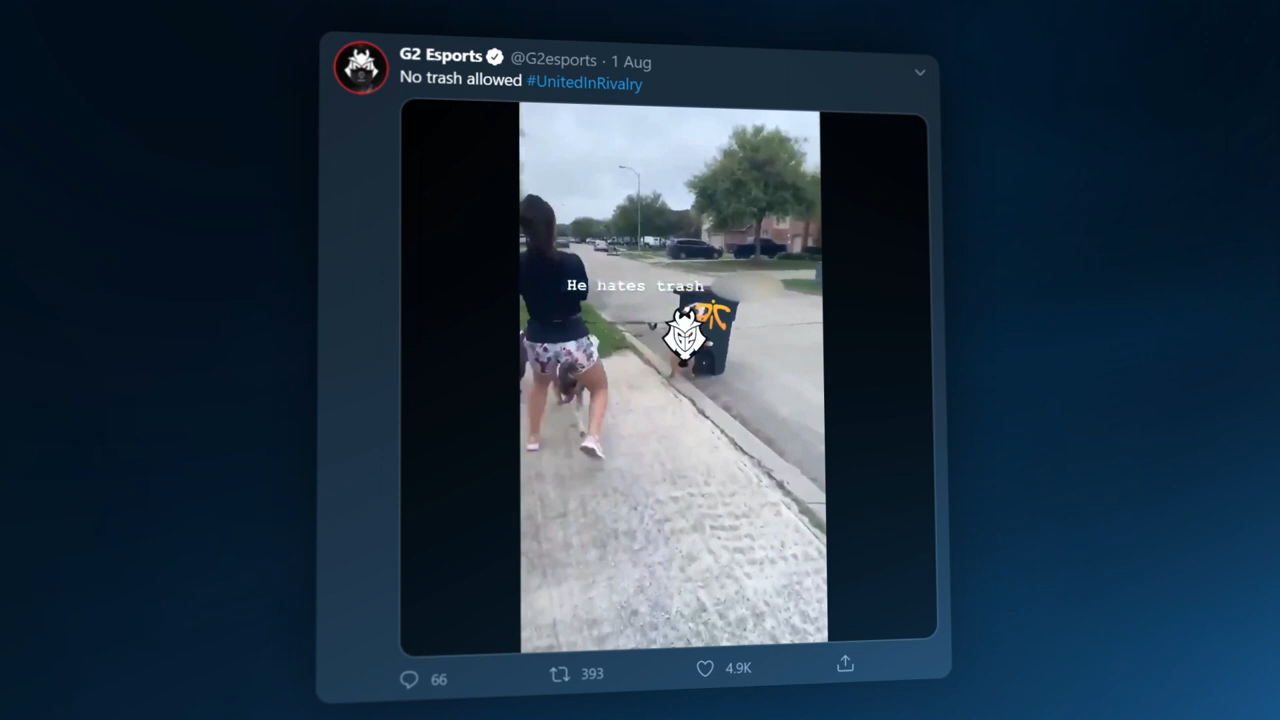 G2 Esports @G2esports · 1 Aug
No trash allowed #UnitedInRivalry
He hates trash
66 393 4.9K